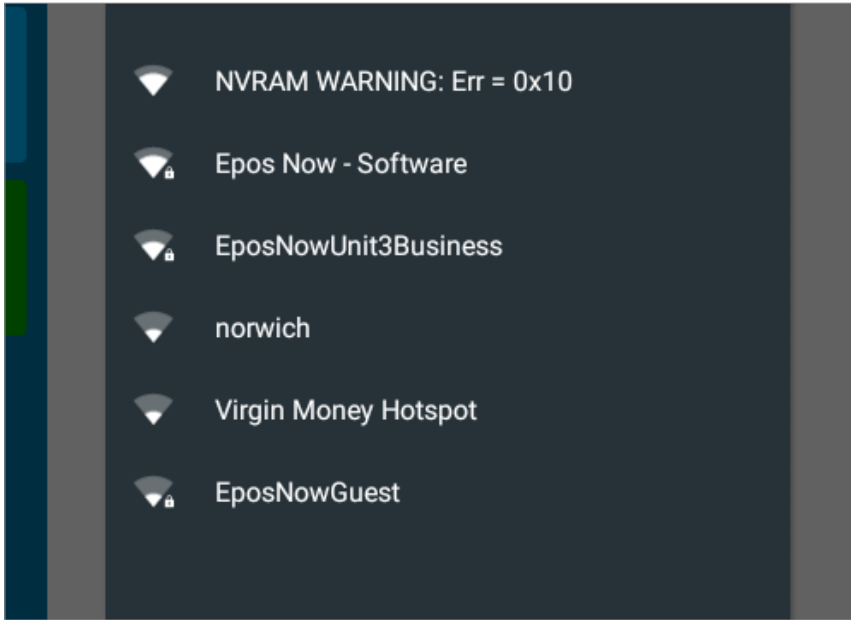 NVRAM WARNING: Err = 0x10
Epos Now - Software
EposNowUnit3Business
norwich
Virgin Money Hotspot
EposNowGuest